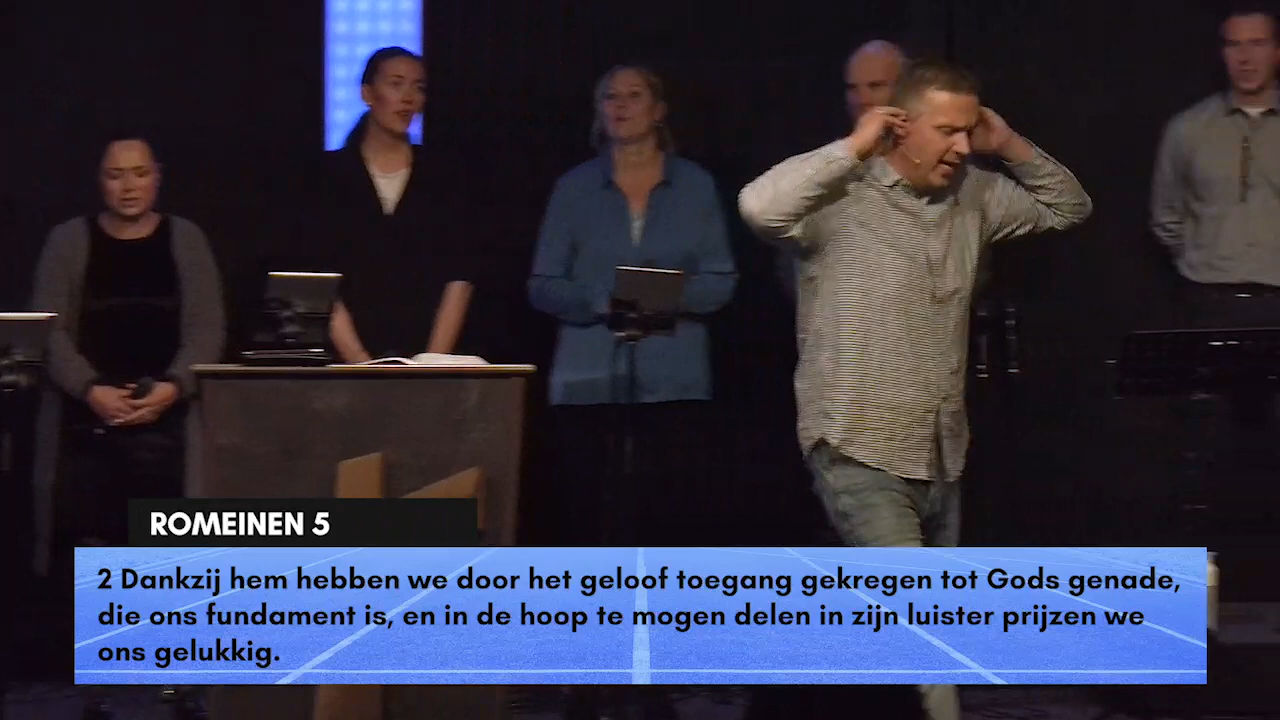 ROMEINEN 5
2 Dankzij hem hebben we door het geloof toegang gekregen tot Gods genade,
die ons fundament is, en in de hoop te mogen delen in zijn luister prijzen we
ons gelukkig.